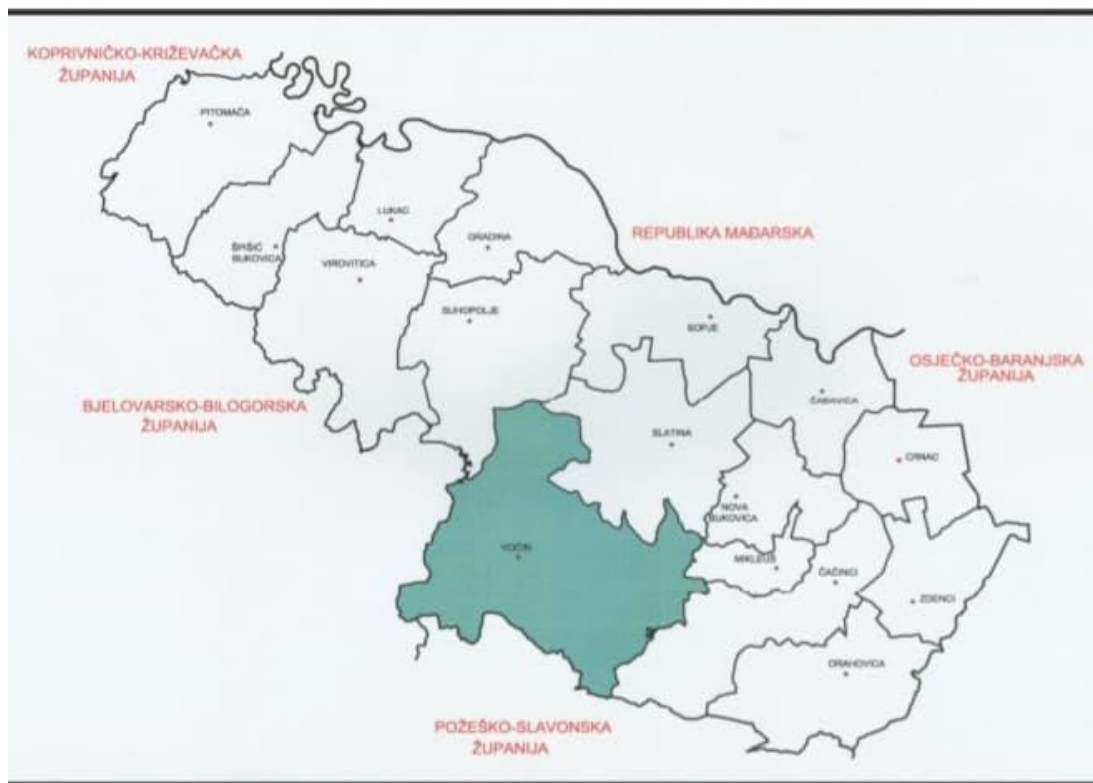 KOPRIVNIČKO-KRIŽEVAČKA
ŽUPANIJA
PITOMAČA
LUKAČ
REPUBLIKA MAĐARSKA
GRADINA
ŠPIŠIĆ
BUKOVICA
VIROVITICA
SUHOPOLJE
SOPJE
OSJEČKO-BARANJSKA
ŽUPANIJA
ČAĐAVICA
BJELOVARSKO-BILOGORSKA
ŽUPANIJA
SLATINA
CRNAC
NOVA
BUKOVICA
VOĆIN
MIKLEUŠ
ČAČINCI
ZDENCI
ORAHOVICA
POŽEŠKO-SLAVONSKA
ŽUPANIJA